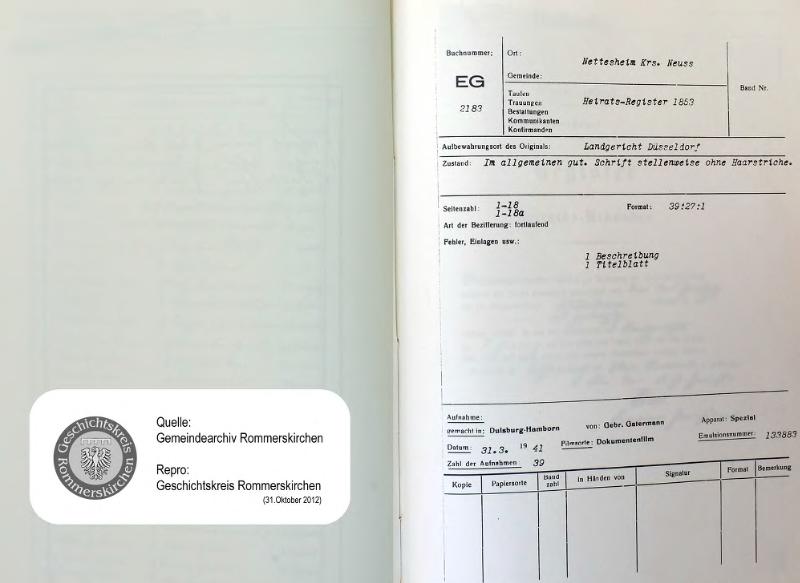 Quelle:
Gemeindearchiv Rommerskirchen
Repro:
Geschichtskreis Rommerskirchen
(31.Oktober 2012)
Geschichtskreis
Rommerskirchen
Buchnummer:
EG
2183
Ort:
Nettesheim Krs. Neuss
Gemeinde:
Taufen
Trauungen
Bestattungen
Kommunikanten
Konfirmanden
Heirats-Register 1853
Band Nr.
Aufbewahrungsort des Originals: Landgericht Düsseldorf
Zustand: Im allgemeinen gut. Schrift stellenweise ohne Haarstriche.
Seitenzahl: 1-18
1-18a
Format: 39:27:1
Art der Bezifferung: fortlaufend
Fehler, Einlagen usw.:
1 Beschreibung
1 Titelblatt
Aufnahme:
gemacht in: Duisburg-Hamborn von: Gebr. Gatermann Apparat: Spezial
Datum: 31.3. 19 41 Filmsorte: Dokumentenfilm Emulsionsnummer: 133883
Zahl der Aufnahmen 39
Kopie Papiersorte Band zahl in Händen von Signatur Format Bemerkung